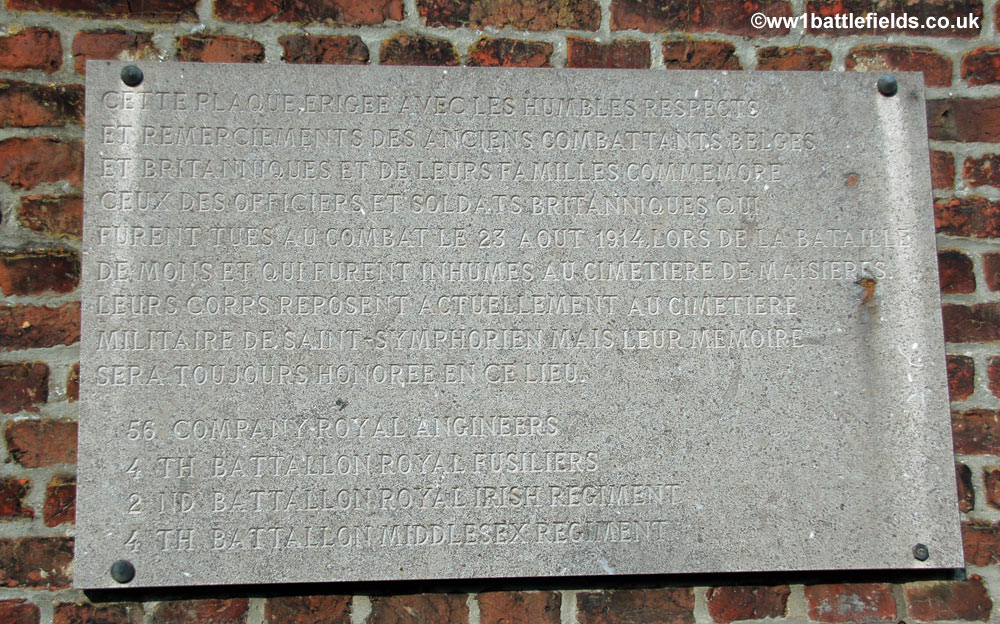 ©www1battlefields.co.uk
CETTE PLAQUE, ERIGEE AVEC LES HUMBLES RESPECTS
ET REMERCIEMENTS DES ANCIENS COMBATTANTS BELGES
ET BRITANNIQUES ET DE LEURS FAMILLES COMMEMORE
CEUX DES OFFICIERS ET SOLDATS BRITANNIQUES QUI
FURENT TUES AU COMBAT LE 23 AOUT 1914, LORS DE LA BATAILLE
DE MONS ET QUI FURENT INHUMES AU CIMETIERE DE MAISIERES.
LEURS CORPS REPOSENT ACTUELLEMENT AU CIMETIERE
MILITAIRE DE SAINT-SYMPHORIEN MAIS LEUR MEMOIRE
SERA TOUJOURS HONOREE EN CE LIEU.
56 COMPANY ROYAL ANGINEERS
4 TH BATTALLON ROYAL FUSILIERS
2 ND BATTALLON ROYAL IRISH REGIMENT
4 TH BATTALLON MIDDLESEX REGIMENT